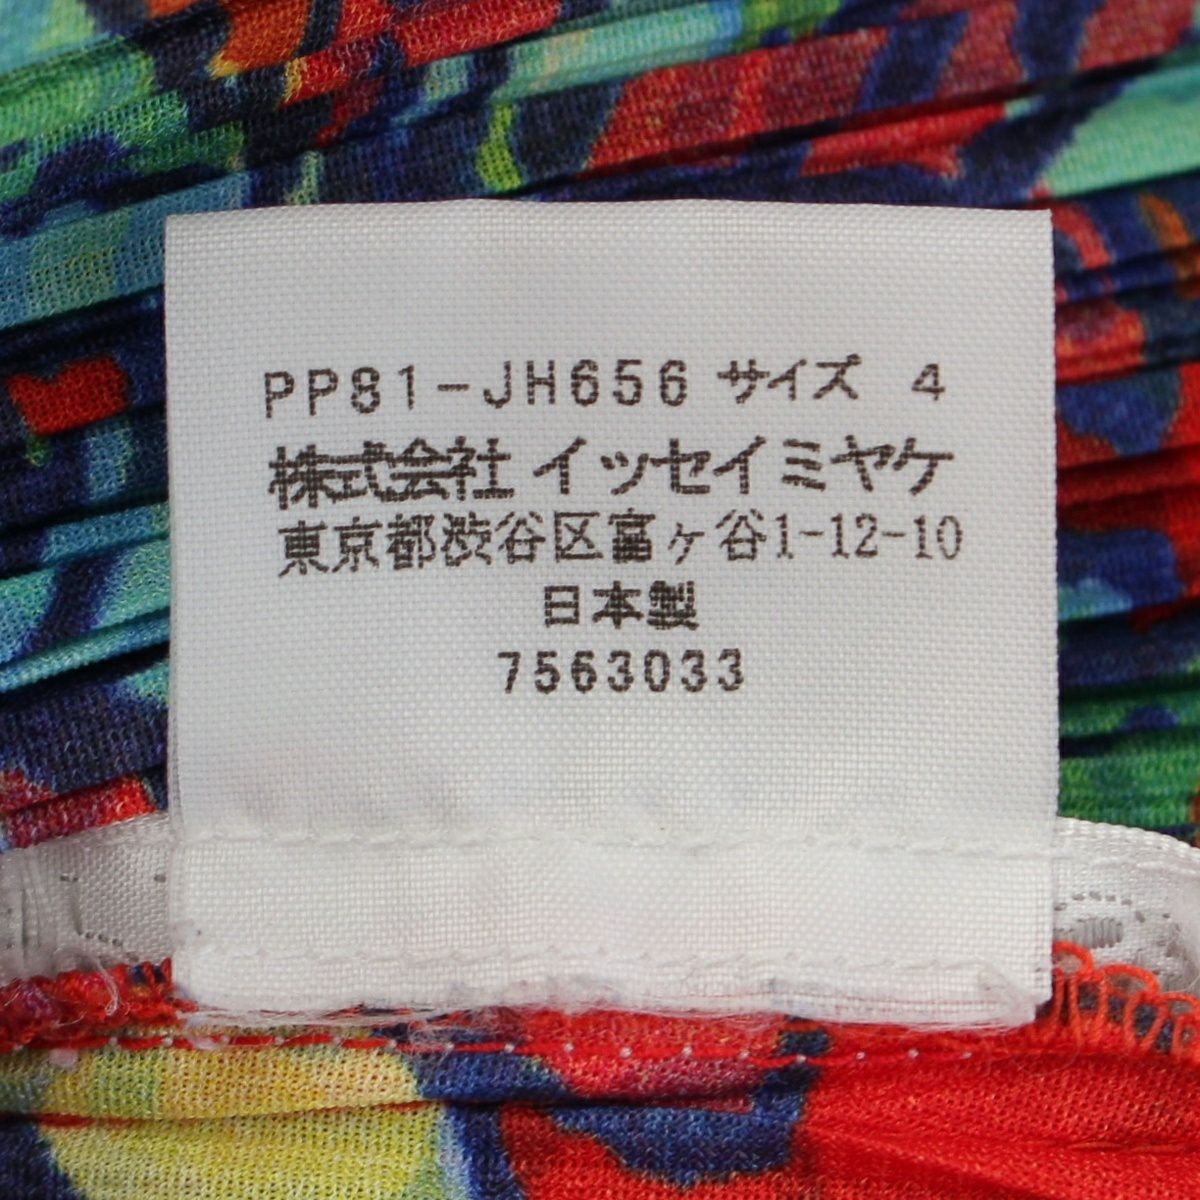 PP81-JH656 サイズ 4
株式会社 イッセイミヤケ
東京都渋谷区富ヶ谷1-12-10
日本製
7563033